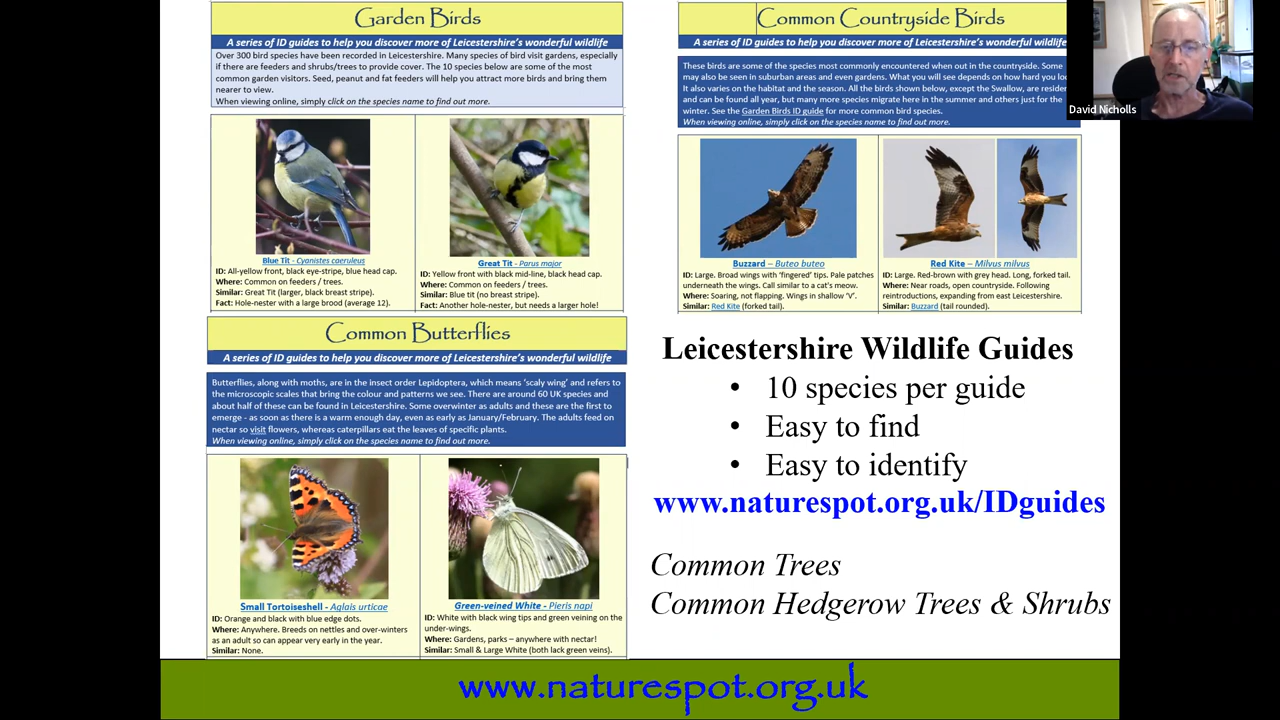 Garden Birds
A series of ID guides to help you discover more of Leicestershire's wonderful wildlife
Over 300 bird species have been recorded in Leicestershire. Many species of bird visit gardens, especially
if there are feeders and shrubs/trees to provide cover. The 10 species below are some of the most
common garden visitors. Seed, peanut and fat feeders will help you attract more birds and bring them
nearer to view.
When viewing online, simply click on the species name to find out more.
Blue Tit - Cyanistes caeruleus
ID: All-yellow front, black eye-stripe, blue head cap.
Where: Common on feeders / trees.
Similar: Great Tit (larger, black breast stripe).
Fact: Hole-nester with a large brood (average 12).
Great Tit - Parus major
ID: Yellow front with black mid-line, black head cap.
Where: Common on feeders / trees.
Similar: Blue tit (no breast stripe).
Fact: Another hole-nester, but needs a larger hole!
Common Countryside Birds
A series of ID guides to help you discover more of Leicestershire's wonderful wildlife
These birds are some of the species most commonly encountered when out in the countryside. Some
may also be seen in suburban areas and even gardens. What you will see depends on how hard you
It also varies on the habitat and the season. All the birds shown below, except the Swallow, are
and can be found all year, but many more species migrate here in the summer and others just for the
winter. See the Garden Birds ID guide for more common bird species.
When viewing online, simply click on the species name to find out more.
David Nicholls
Buzzard – Buteo buteo
ID: Large. Broad wings with 'fingered' tips. Pale patches
underneath the wings. Call similar to a cat's meow.
Where: Soaring, not flapping. Wings in shallow 'V'.
Similar: Red Kite (forked tail).
Red Kite – Milvus milvus
ID: Large. Red-brown with grey head. Long, forked tail.
Where: Near roads, open country. Following
reintroductions, expanding from east Leicestershire.
Similar: Buzzard (tail rounded).
Common Butterflies
A series of ID guides to help you discover more of Leicestershire's wonderful wildlife
Butterflies, along with moths, are in the insect order Lepidoptera, which means 'scaly wing' and refers to
the microscopic scales that bring the colour and patterns we see. There are around 60 UK species and
about half of these can be found in Leicestershire. Some overwinter as adults and these are the first to
emerge - as soon as there is a warm enough day, even as early as January/February. The adults feed on
nectar so visit flowers, whereas caterpillars eat the leaves of specific plants.
When viewing online, simply click on the species name to find out more.
Small Tortoiseshell - Aglais urticae
ID: Orange and black with blue edge dots.
Where: Anywhere. Breeds on nettles and over-winters
as an adult so can appear very early in the year.
Similar: None.
Green-veined White - Pieris napi
ID: White with black wing tips and green veining on the
under-wings.
Where: Gardens, parks – anywhere with nectar!
Similar: Small & Large White (both lack green veins).
Leicestershire Wildlife Guides
• 10 species per guide
• Easy to find
• Easy to identify
www.naturespot.org.uk/IDguides
Common Trees
Common Hedgerow Trees & Shrubs
www.naturespot.org.uk